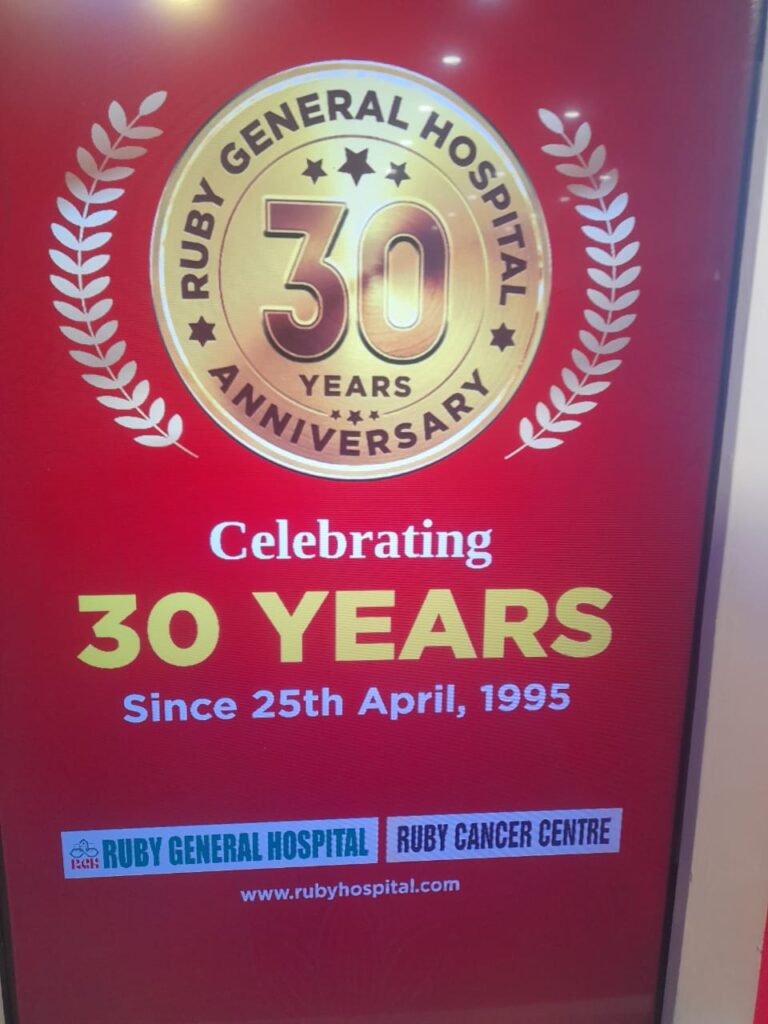 RUBY GENERAL HOSPITAL
30
YEARS
ANNIVERSARY
Celebrating
30 YEARS
Since 25th April, 1995
RGH RUBY GENERAL HOSPITAL
RUBY CANCER CENTRE
www.rubyhospital.com